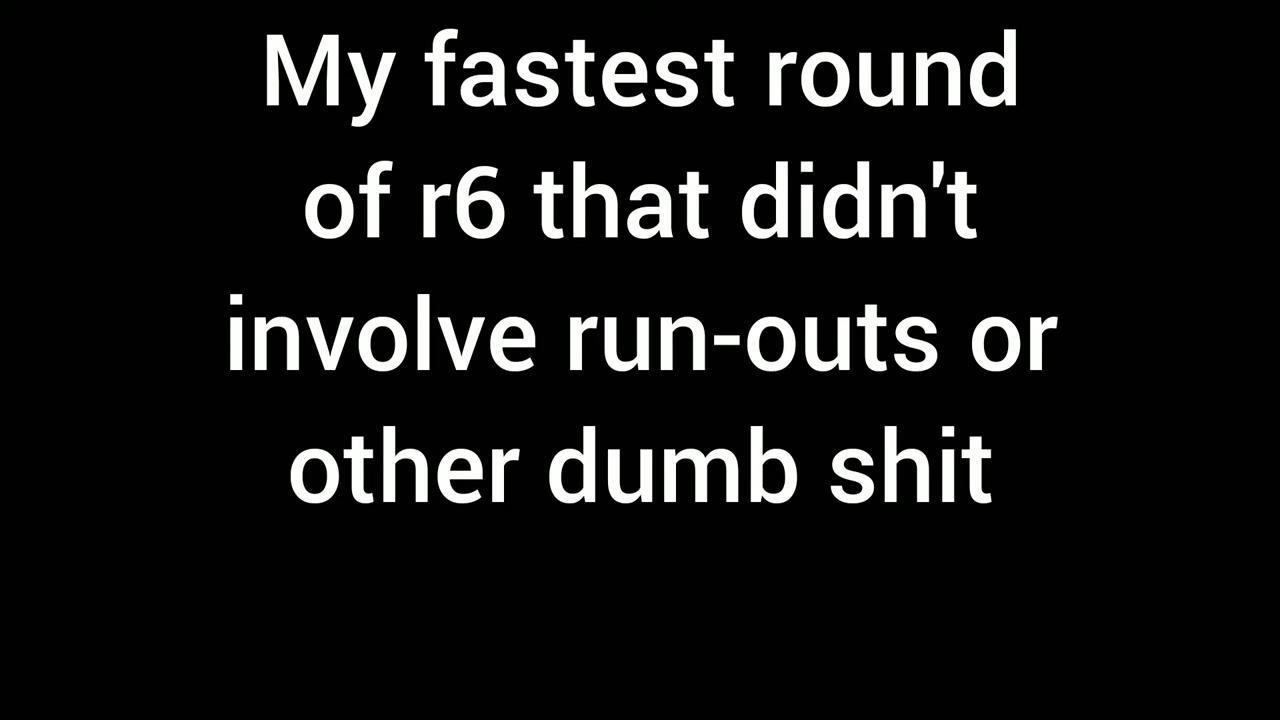 My fastest round
of r6 that didn't
involve run-outs or
other dumb shit